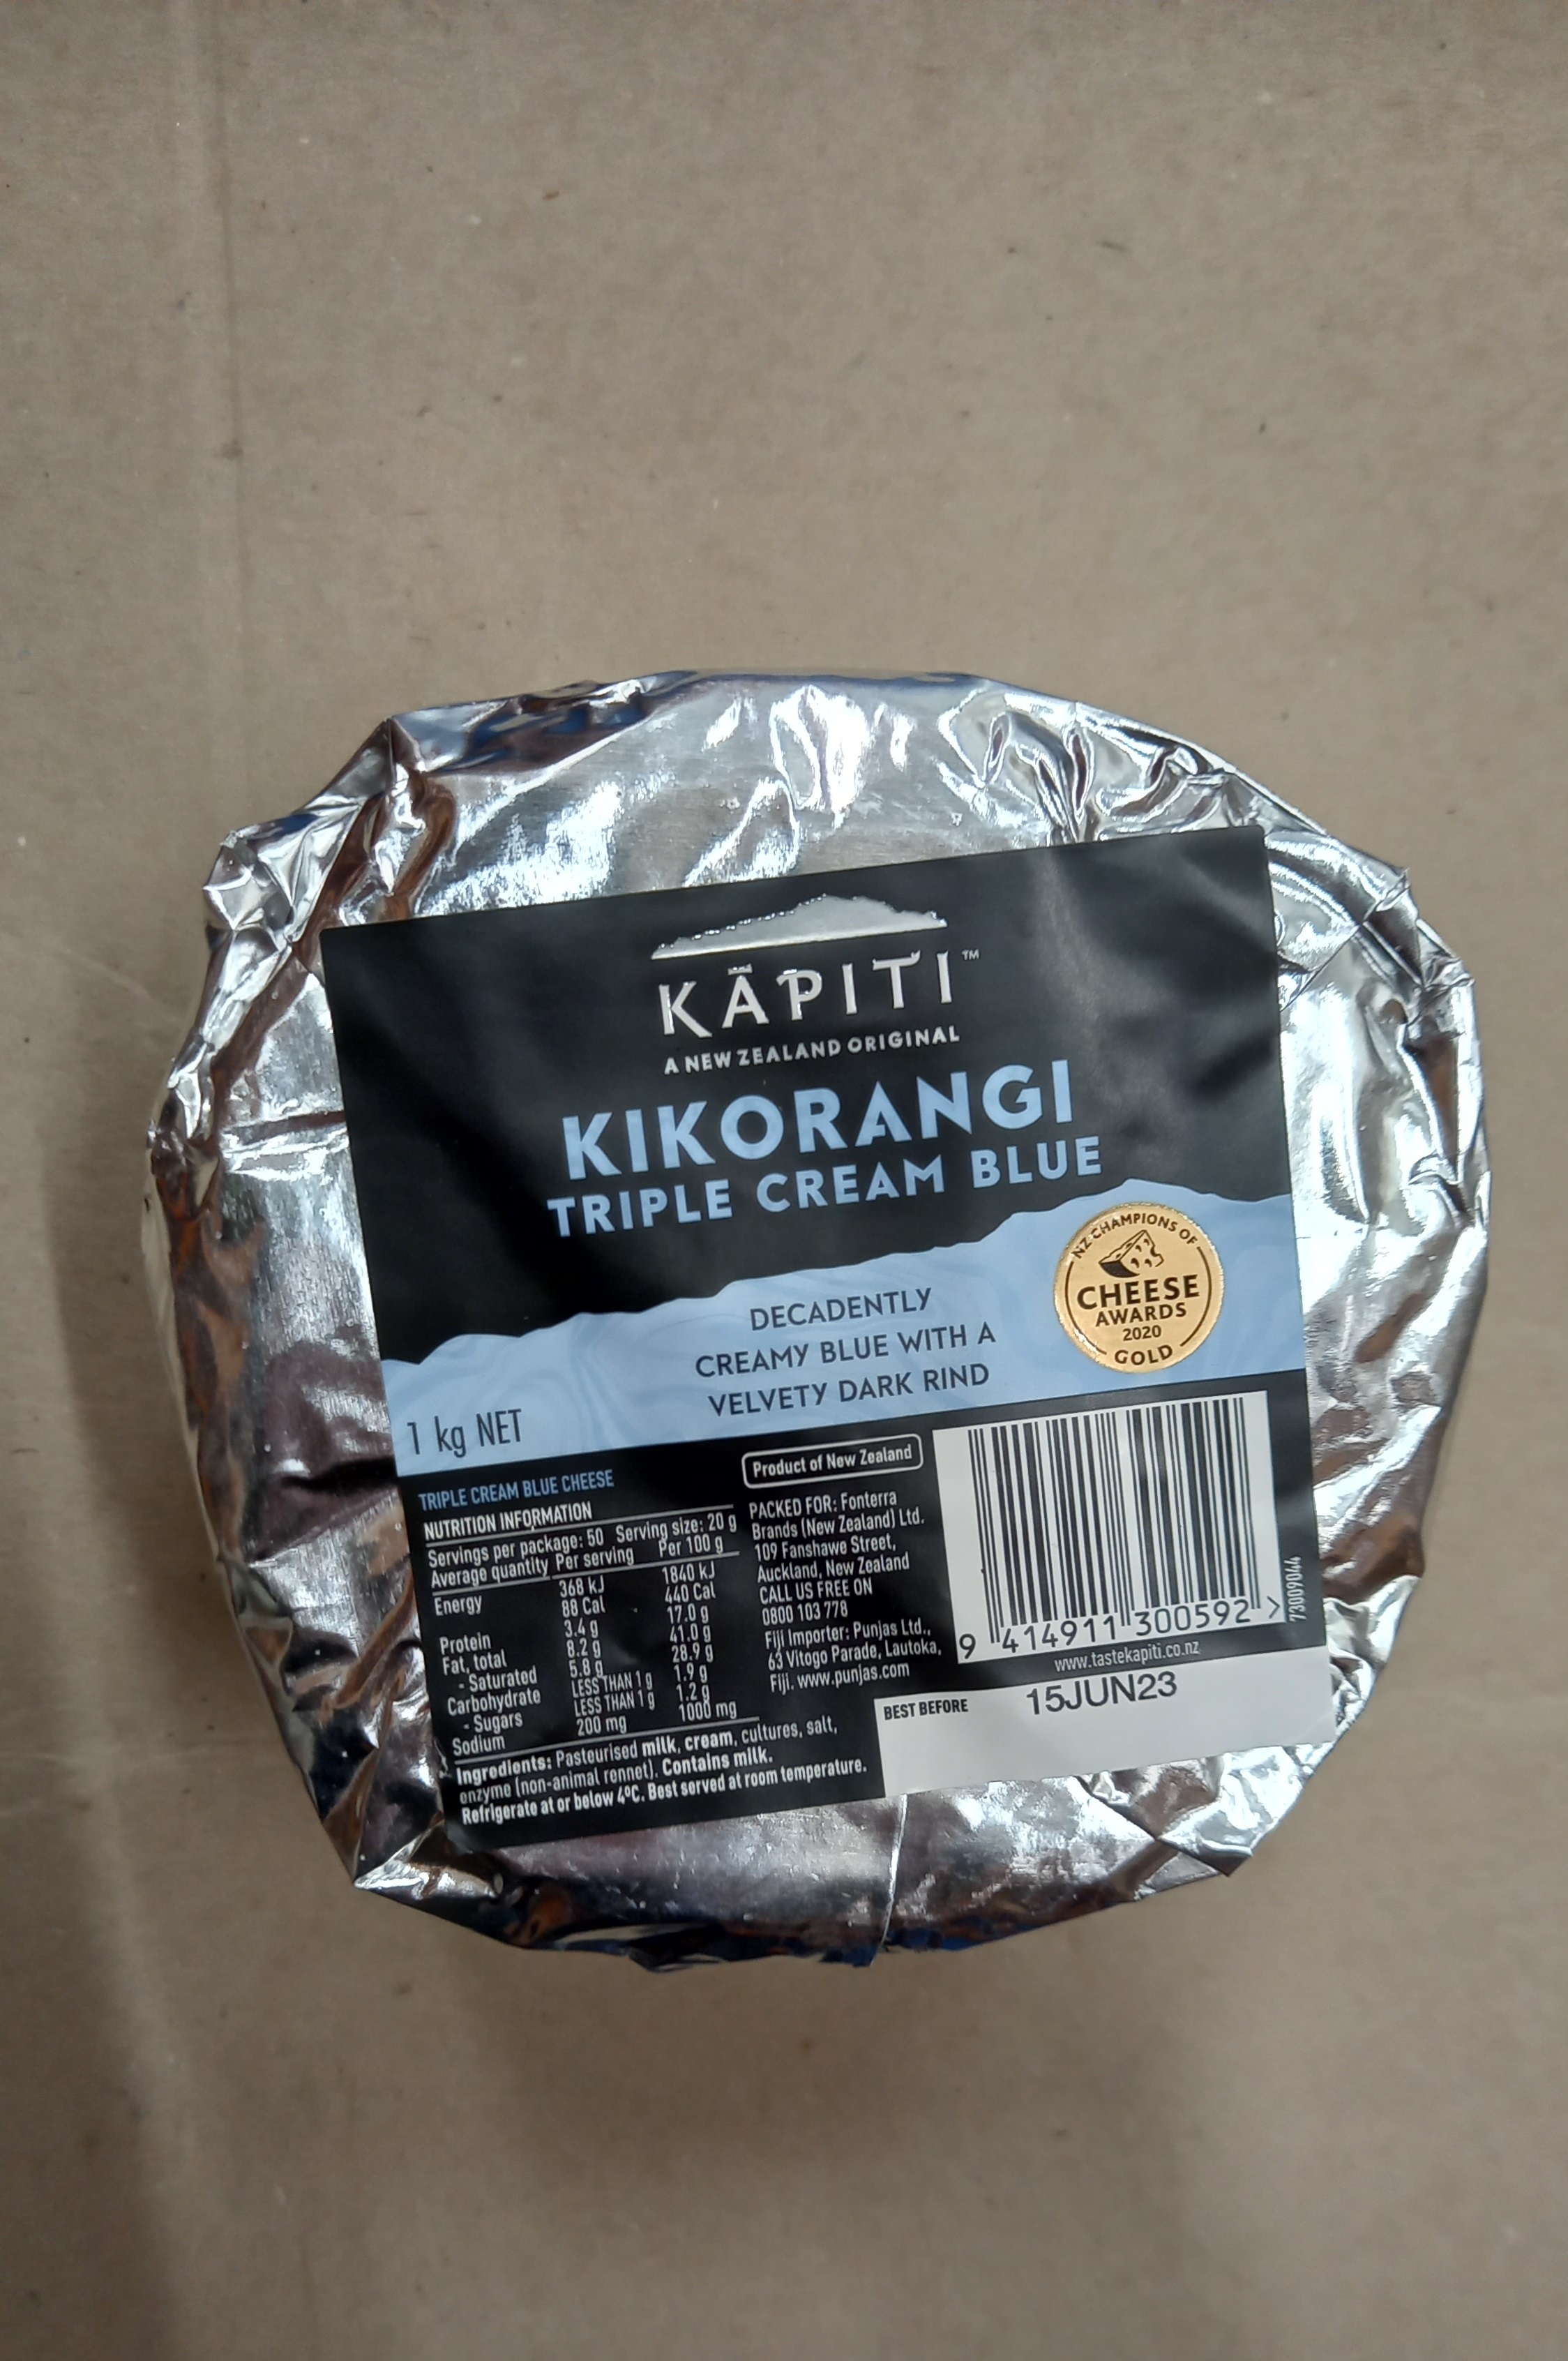 KĀPITI™
A NEW ZEALAND ORIGINAL
KIKORANGI
TRIPLE CREAM BLUE
DECADENTLY
CREAMY BLUE WITH A
VELVETY DARK RIND
NZ CHAMPIONS OF
CHEESE
AWARDS
2020
GOLD
1 kg NET
TRIPLE CREAM BLUE CHEESE
NUTRITION INFORMATION
Servings per package: 50 Serving size: 20 g
Average quantity Per serving Per 100 g
Energy 368 kJ 1840 kJ
88 Cal 440 Cal
Protein 3.4 g 17.0 g
Fat, total 8.2 g 41.0 g
- Saturated 5.8 g 28.9 g
Carbohydrate LESS THAN 1 g 1.9 g
- Sugars LESS THAN 1 g 1.2 g
Sodium 200 mg 1000 mg
Ingredients: Pasteurised milk, cream, cultures, salt,
enzyme (non-animal rennet). Contains milk.
Refrigerate at or below 4ºC. Best served at room temperature.
Product of New Zealand
PACKED FOR: Fonterra
Brands (New Zealand) Ltd.
109 Fanshawe Street,
Auckland, New Zealand
CALL US FREE ON
0800 103 778
Fiji Importer: Punjas Ltd.,
63 Vitogo Parade, Lautoka,
Fiji. www.punjas.com
9 414911 300592 >
73009044
www.tastekapiti.co.nz
BEST BEFORE 15JUN23